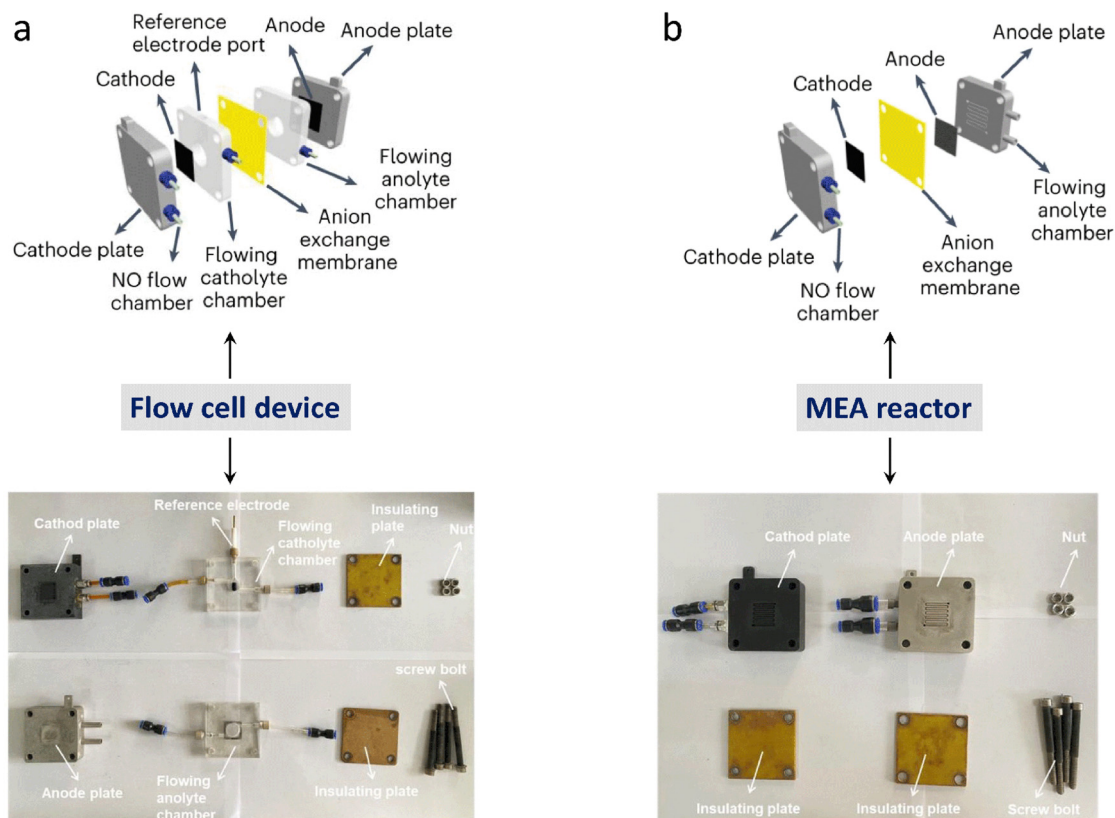 a
Reference
electrode port
Anode
Anode plate
Cathode
Flowing
anolyte
chamber
Anion
exchange
membrane
Cathode plate
NO flow
chamber
Flowing
catholyte
chamber
b
Anode plate
Anode
Cathode
Flowing
anolyte
chamber
Cathode plate
Anion
exchange
membrane
NO flow
chamber
Flow cell device
MEA reactor
Reference electrode
Cathod plate
Flowing
catholyte
chamber
Insulating
plate
Nut
screw bolt
Anode plate
Flowing
anolyte
chamber
Insulating plate
Cathod plate
Anode plate
Nut
Insulating plate
Insulating plate
Screw bolt